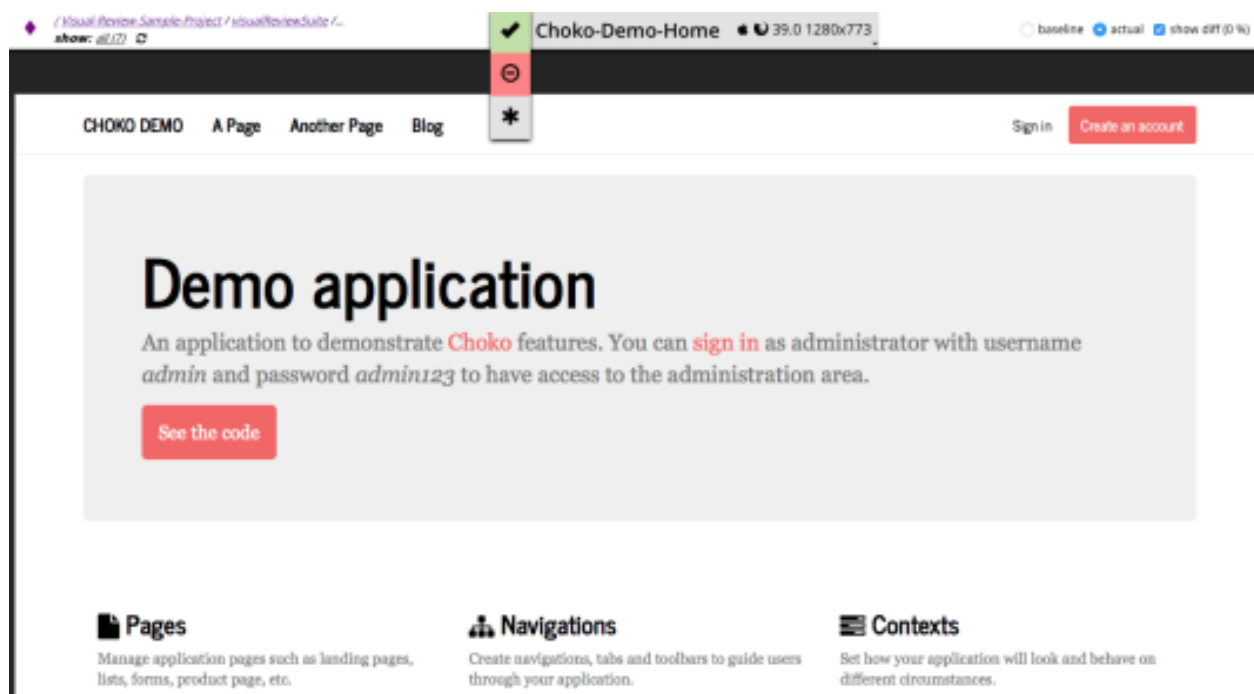 / Visual Review Sample Project / visualReviewSuite /...
show: all (7)
Choko-Demo-Home 39.0 1280x773
baseline actual show diff (0 %)
CHOKO DEMO A Page Another Page Blog Sign in Create an account
Demo application
An application to demonstrate Choko features. You can sign in as administrator with username
admin and password admin123 to have access to the administration area.
See the code
Pages
Manage application pages such as landing pages,
lists, forms, product page, etc.
Navigations
Create navigations, tabs and toolbars to guide users
through your application.
Contexts
Set how your application will look and behave on
different circumstances.